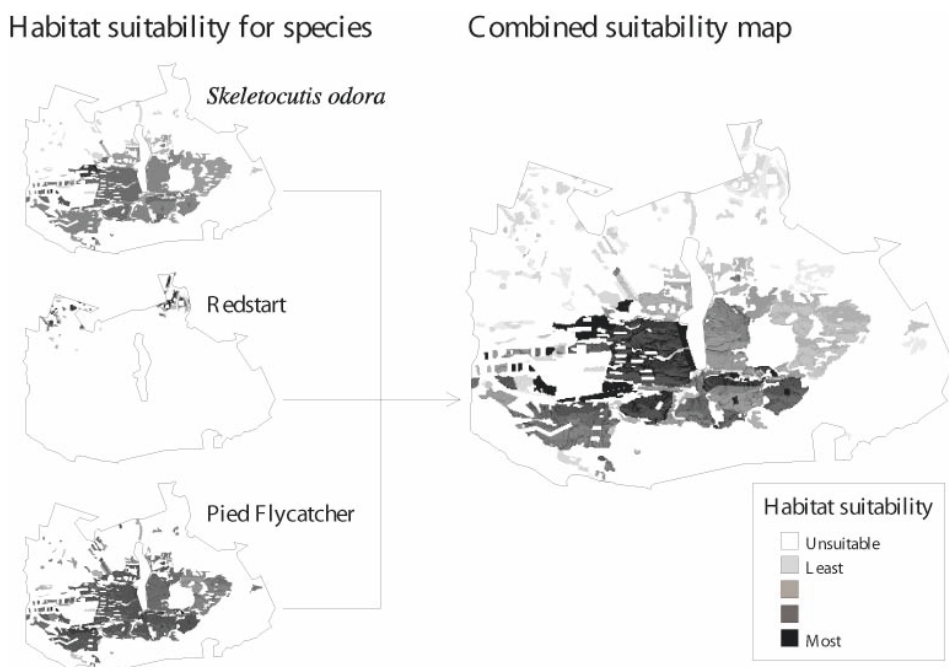 Habitat suitability for species
Combined suitability map
Skeletocutis odora
Redstart
Pied Flycatcher
Habitat suitability
Unsuitable
Least
Most